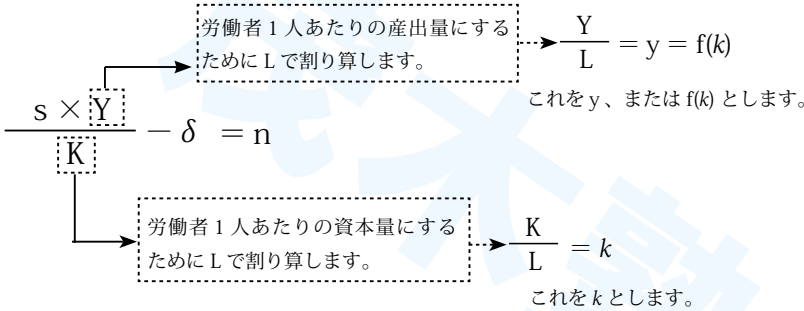 労働者 1 人あたりの産出量にする
ために L で割り算します。
Y/L = y = f(k)
これを y 、または f(k) とします。
s × Y/K − δ = n
労働者 1 人あたりの資本量にする
ために L で割り算します。
K/L = k
これを k とします。
茂木塾